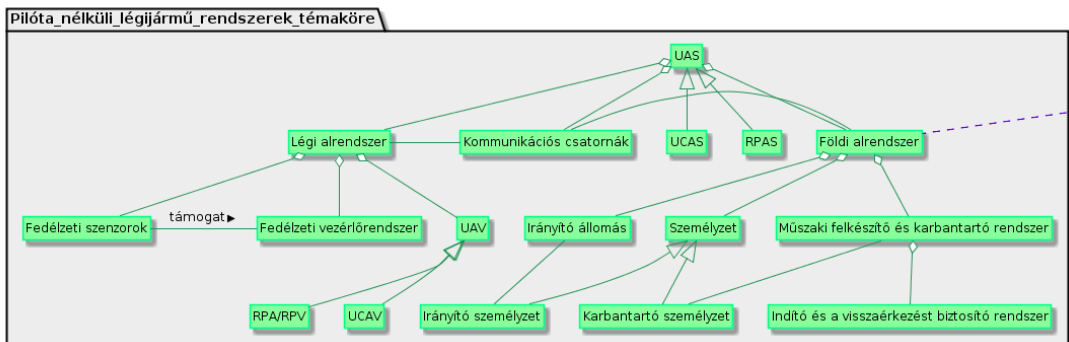 Pilóta_nélküli_légijármű_rendszerek_témaköre
UAS
Légi alrendszer
Kommunikációs csatornák
UCAS
RPAS
Földi alrendszer
támogat
Fedélzeti szenzorok
Fedélzeti vezérlőrendszer
UAV
Irányító állomás
Személyzet
Műszaki felkészítő és karbantartó rendszer
RPA/RPV
UCAV
Irányító személyzet
Karbantartó személyzet
Indító és a visszaérkezést biztosító rendszer